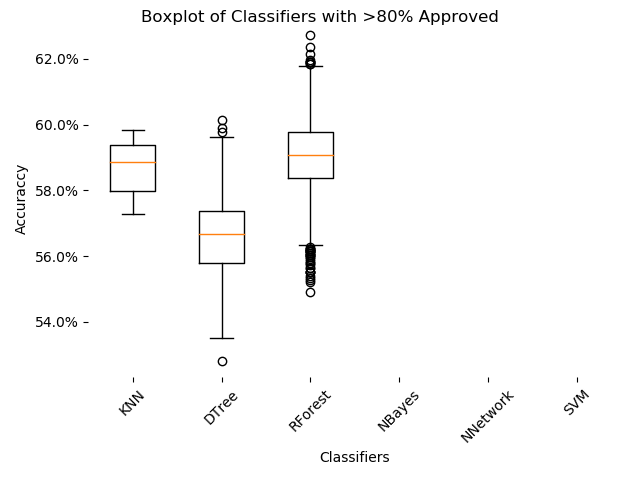 Boxplot of Classifiers with >80% Approved
62.0%
60.0%
58.0%
56.0%
54.0%
Accuraccy
KNN
DTree
RForest
NBayes
NNetwork
SVM
Classifiers